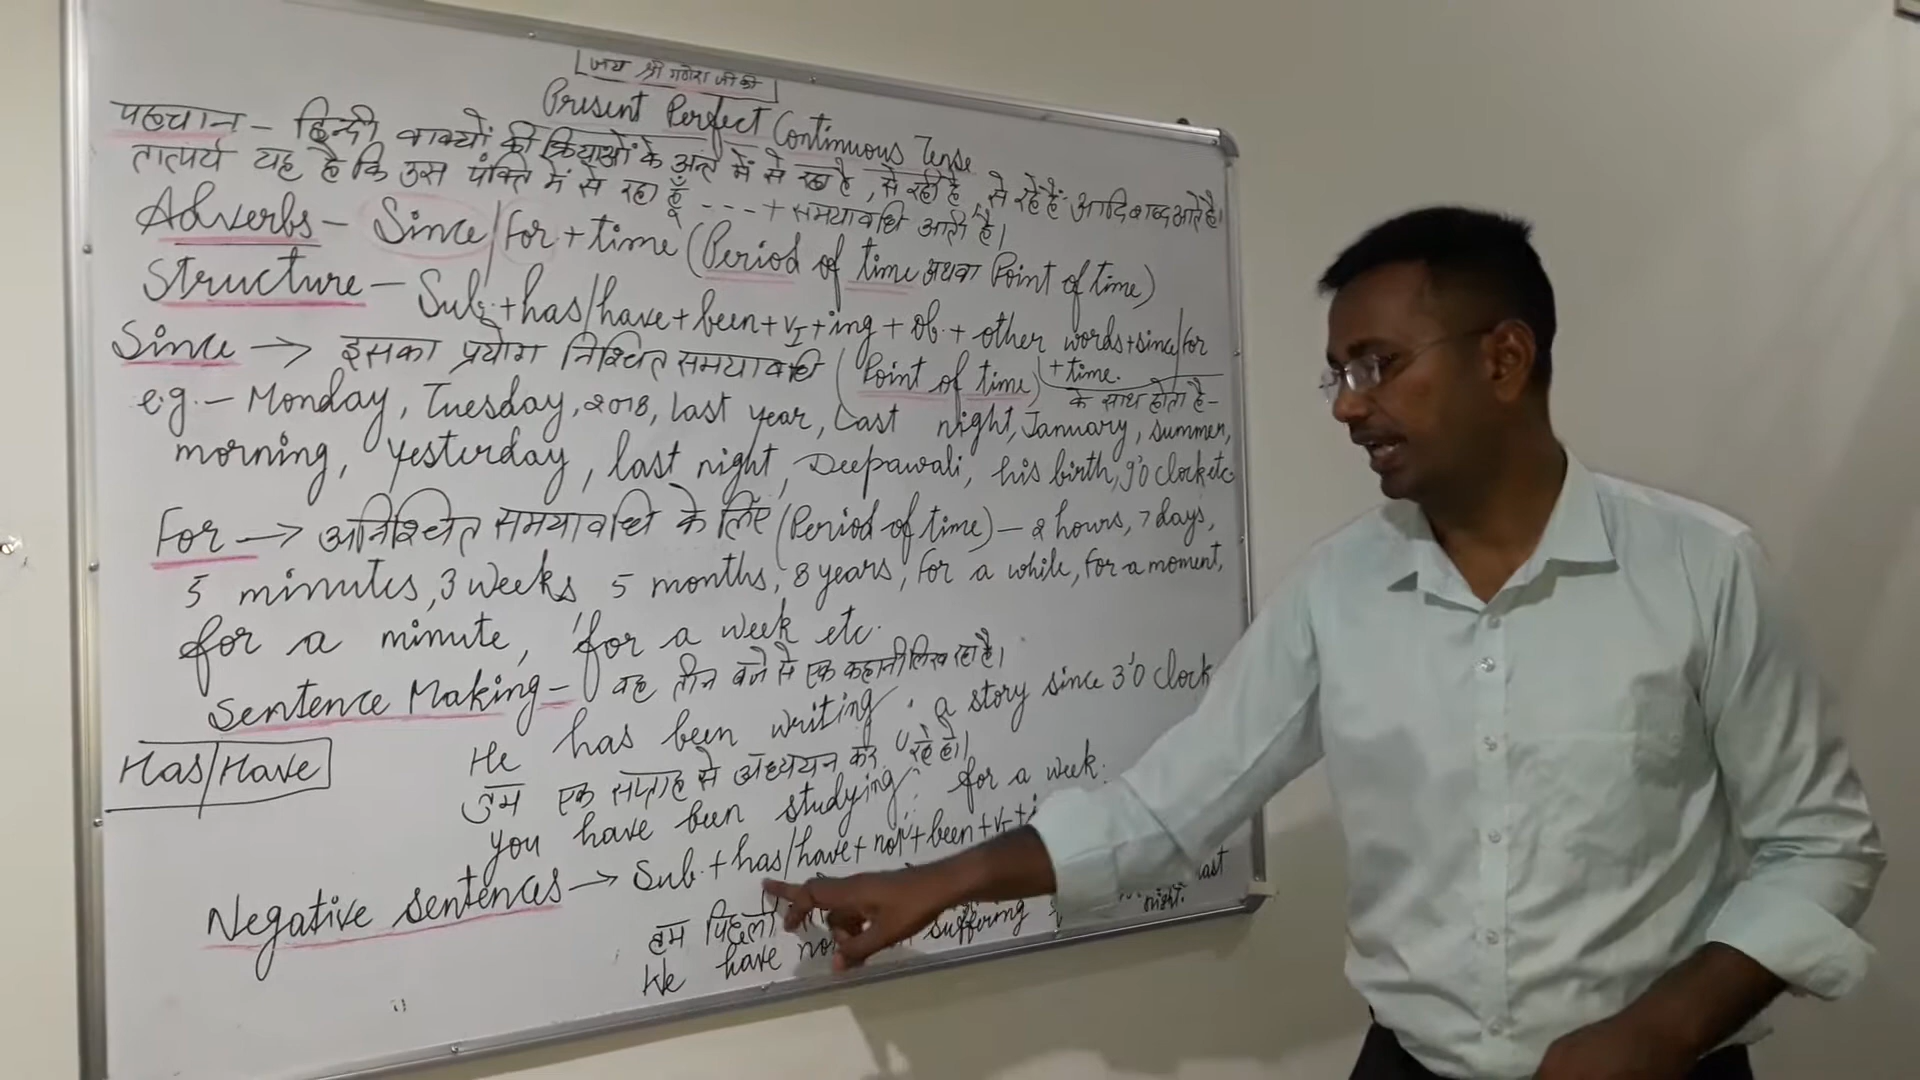 जय श्री गणेश जी की
Present Perfect Continuous Tense
पहचान - हिन्दी वाक्यों की क्रियाओं के अन्त में से रहा है, से रही है, से रहे हैं आदि शब्द आते है।
तात्पर्य यह है कि उस पंक्ति में से रहा हूँ --- + समयावधि आती है।
Adverbs - Since/For + time (Period of time अथवा Point of time)
Structure - Sub. + has/have + been + vI + ing + ob. + other words + since/for + time.
Since → इसका प्रयोग निश्चित समयावधि (Point of time) के साथ होता है -
e.g. - Monday, Tuesday, 2018, last year, Last night, January, summer,
morning, yesterday, last night, Deepawali, his birth, 9'0 clock etc
For → अनिश्चित समयावधि के लिए (Period of time) - 2 hours, 7 days,
5 minutes, 3 weeks 5 months, 8 years, for a while, for a moment,
for a minute, for a week etc.
Sentence Making - वह तीन बजे से एक कहानी लिख रहा है।
He has been writing a story since 3'0 clock
Has/Have
तुम एक सप्ताह से अध्ययन कर रहे हो।
you have been studying for a week.
Negative sentences → Sub. + has/have + not + been + vI +
हम पिछली
We have not suffering last night.